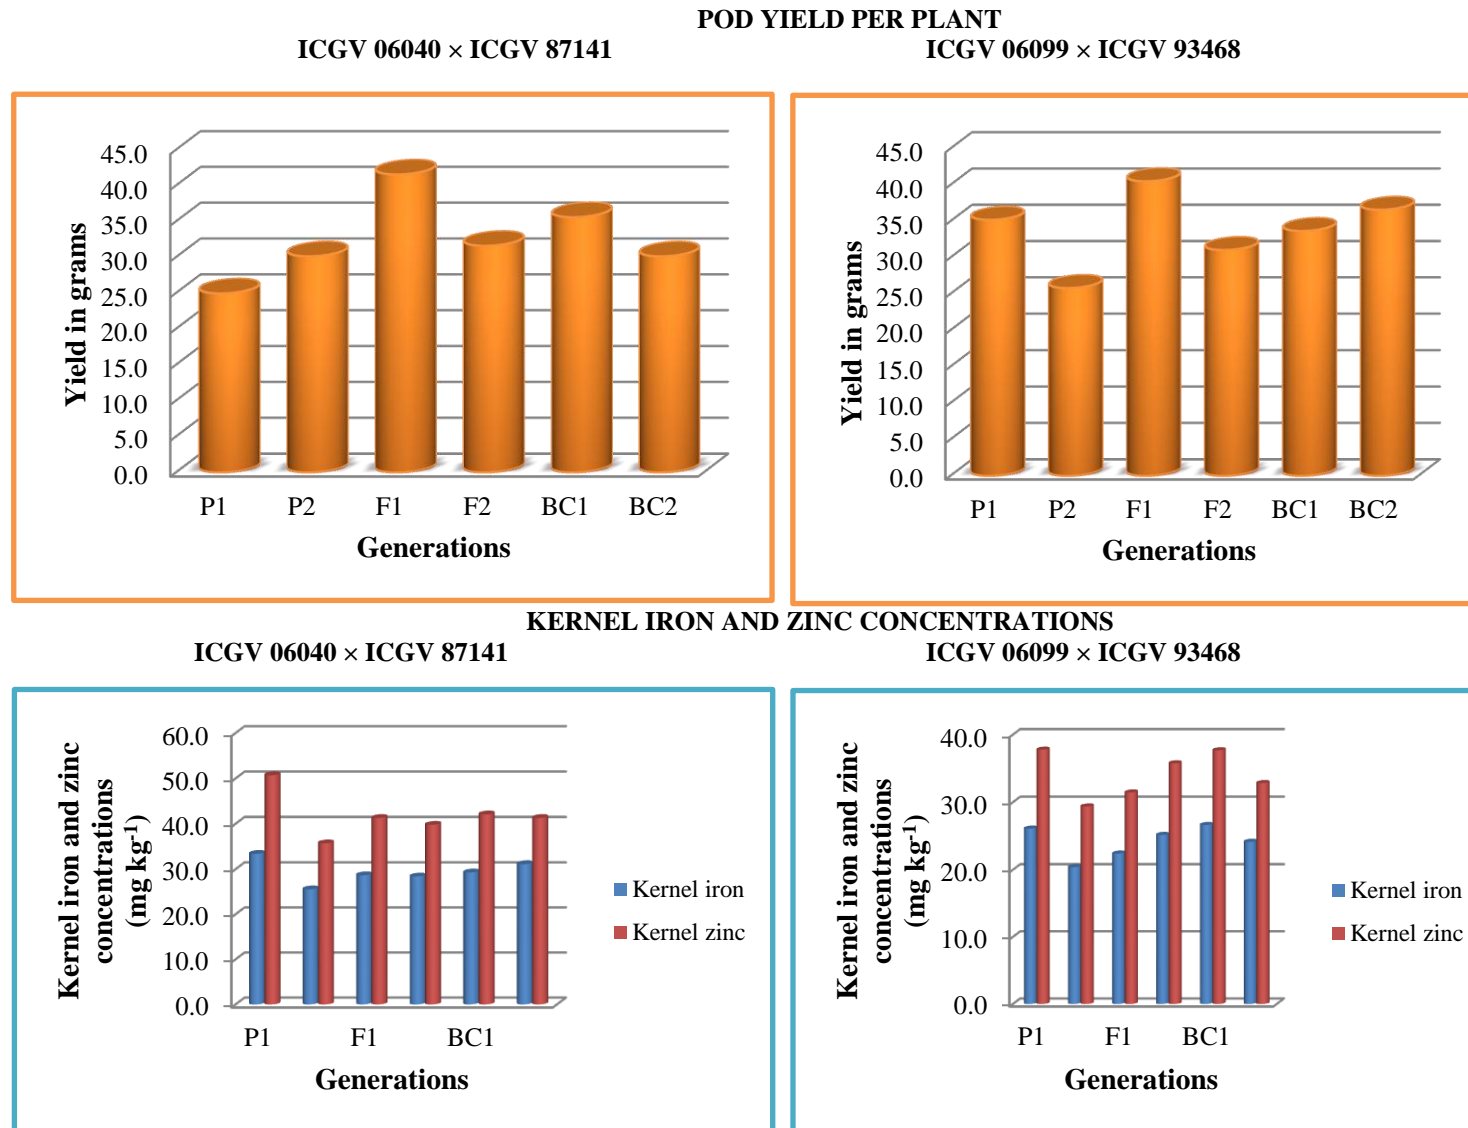 POD YIELD PER PLANT
ICGV 06040 × ICGV 87141
ICGV 06099 × ICGV 93468
45.0
40.0
35.0
30.0
25.0
20.0
15.0
10.0
5.0
0.0
Yield in grams
P1 P2 F1 F2 BC1 BC2
Generations
45.0
40.0
35.0
30.0
25.0
20.0
15.0
10.0
5.0
0.0
Yield in grams
P1 P2 F1 F2 BC1 BC2
Generations
KERNEL IRON AND ZINC CONCENTRATIONS
ICGV 06040 × ICGV 87141
ICGV 06099 × ICGV 93468
Kernel iron and zinc
concentrations
(mg kg⁻¹)
60.0
50.0
40.0
30.0
20.0
10.0
0.0
P1 F1 BC1
Generations
Kernel iron
Kernel zinc
Kernel iron and zinc
concentrations
(mg kg⁻¹)
40.0
30.0
20.0
10.0
0.0
P1 F1 BC1
Generations
Kernel iron
Kernel zinc